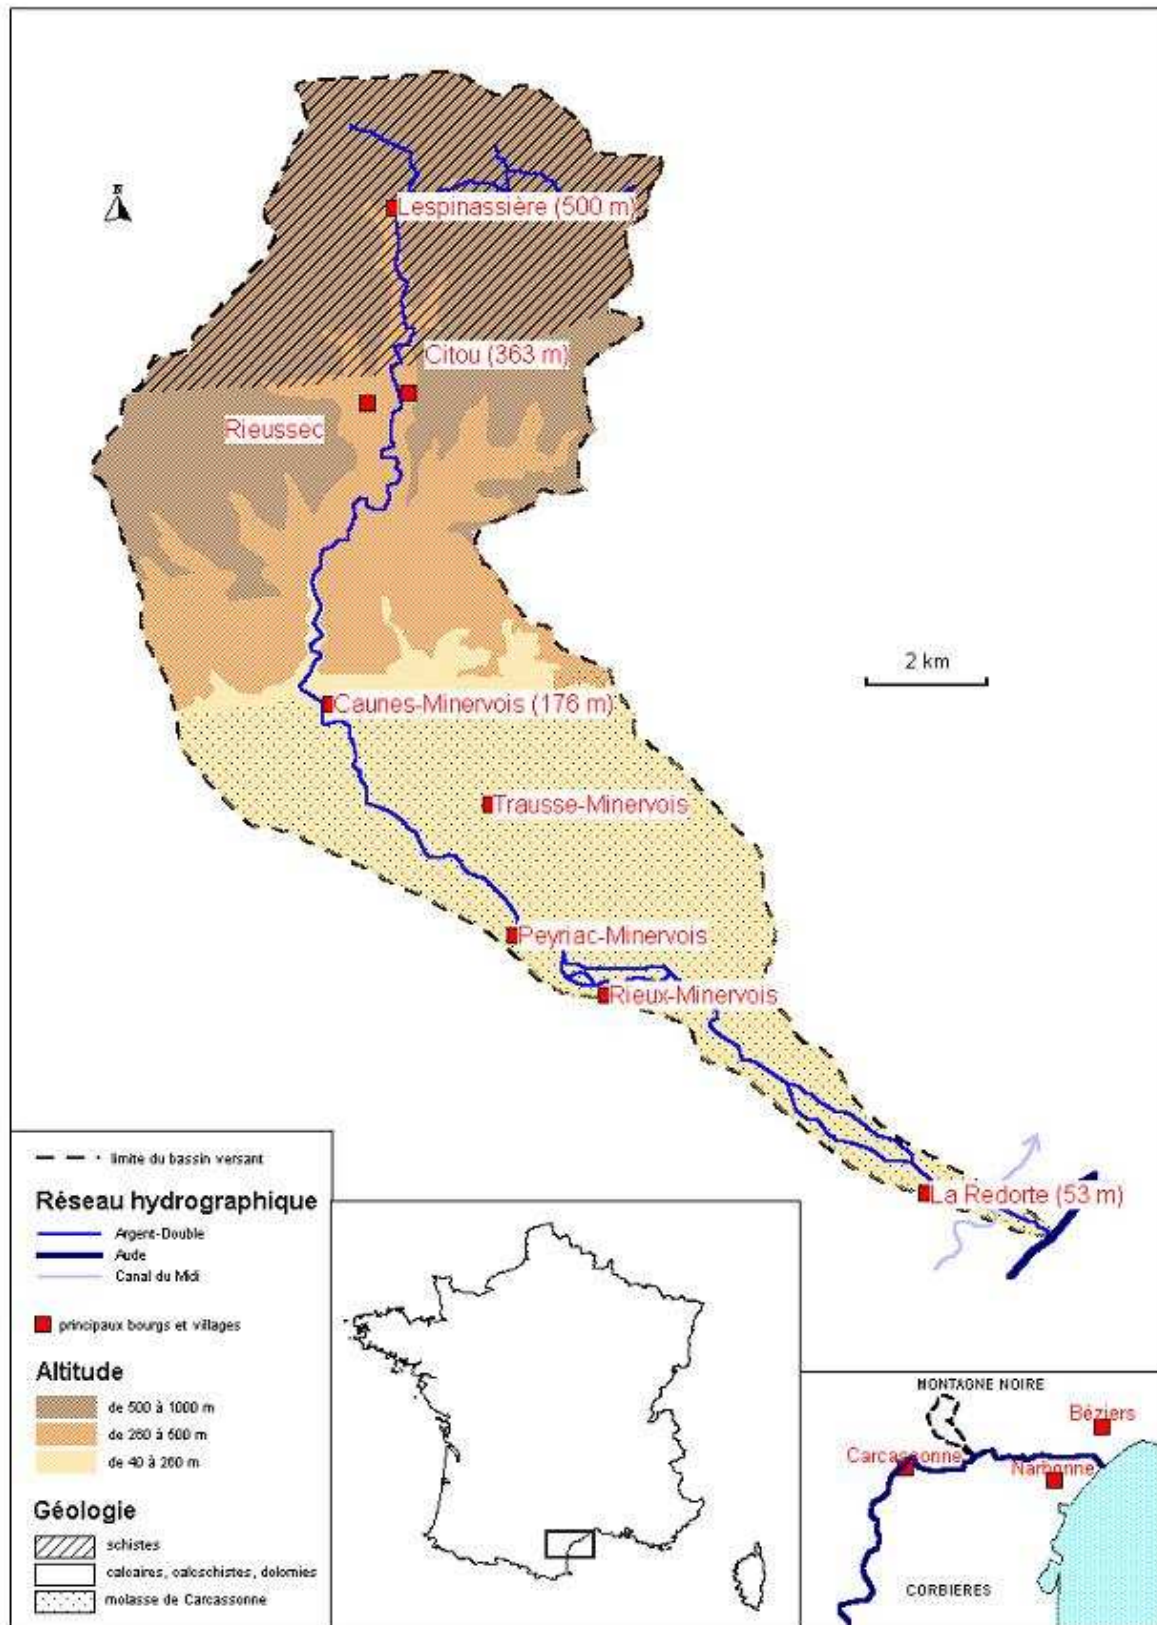 N
Lespinassière (500 m)
Citou (363 m)
Rieussec
2 km
Caunes-Minervois (176 m)
Trausse-Minervois
Peyriac-Minervois
Rieux-Minervois
La Redorte (53 m)
limite du bassin versant
Réseau hydrographique
Argent-Double
Aude
Canal du Midi
principaux bourgs et villages
Altitude
de 500 à 1000 m
de 260 à 500 m
de 40 à 260 m
Géologie
schistes
calcaires, calcschistes, dolomies
molasse de Carcassonne
MONTAGNE NOIRE
Béziers
Carcassonne
Narbonne
CORBIERES